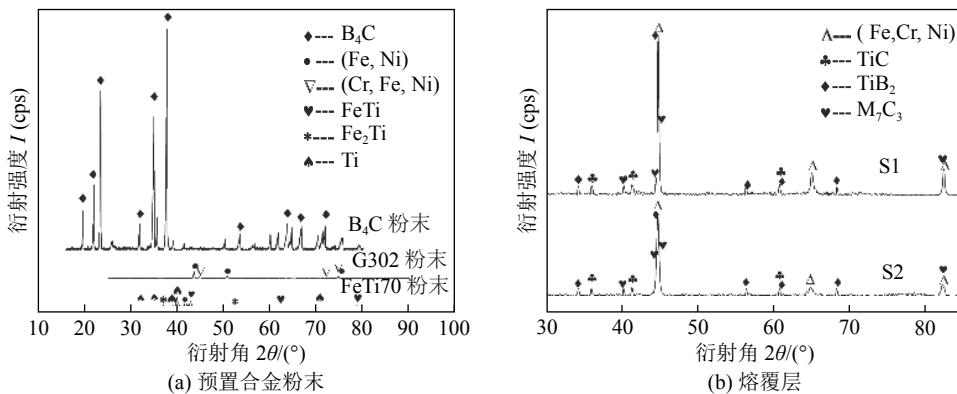 衍射强度 I (cps)
B₄C
(Fe, Ni)
(Cr, Fe, Ni)
FeTi
Fe₂Ti
Ti
B₄C 粉末
G302 粉末
FeTi70 粉末
10 20 30 40 50 60 70 80 90 100
衍射角 2θ/(°)
(a) 预置合金粉末
衍射强度 I (cps)
( Fe,Cr, Ni)
TiC
TiB₂
M₇C₃
S1
S2
30 40 50 60 70 80
衍射角 2θ/(°)
(b) 熔覆层